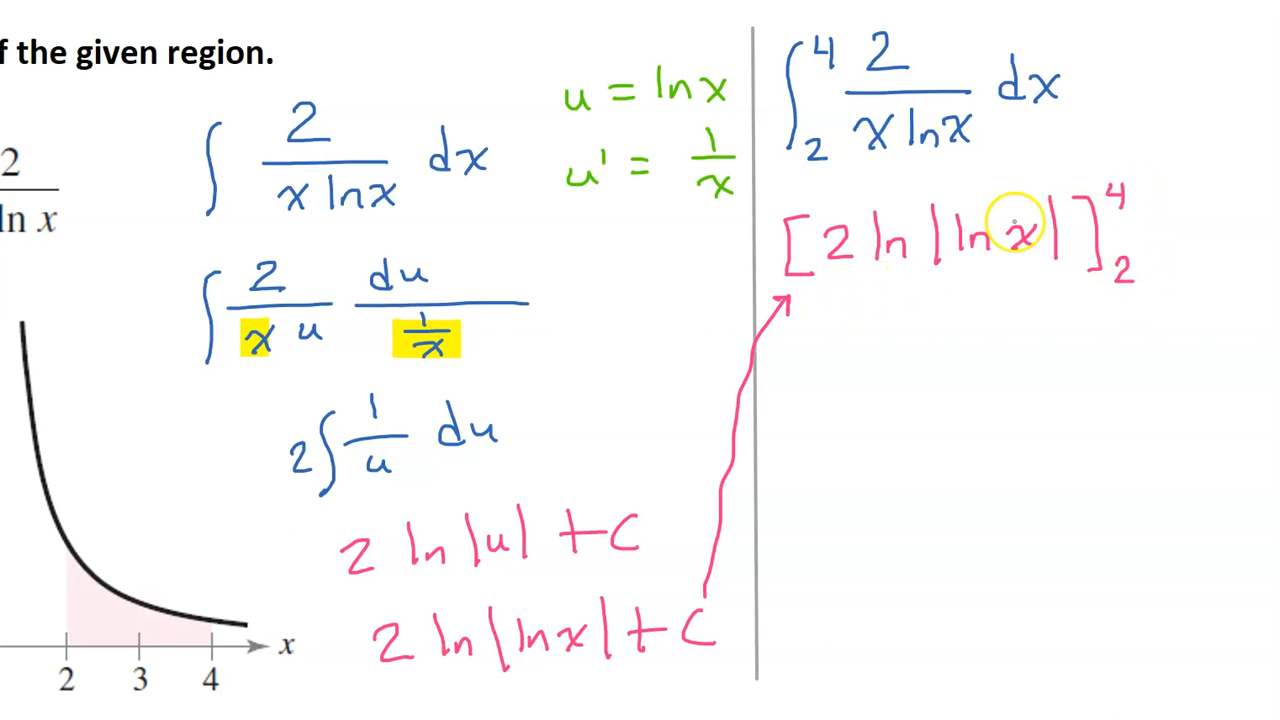 f the given region.
2
ln x
2 3 4 x
∫ 2/(x ln x) dx
u = ln x
u' = 1/x
∫ 2/(x u) du/(1/x)
2∫ 1/u du
2 ln |u| + C
2 ln |ln x| + C
∫₂⁴ 2/(x ln x) dx
[2 ln |ln x|]₂⁴